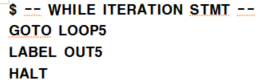 $ -- WHILE ITERATION STMT --
GOTO LOOP5
LABEL OUT5
HALT